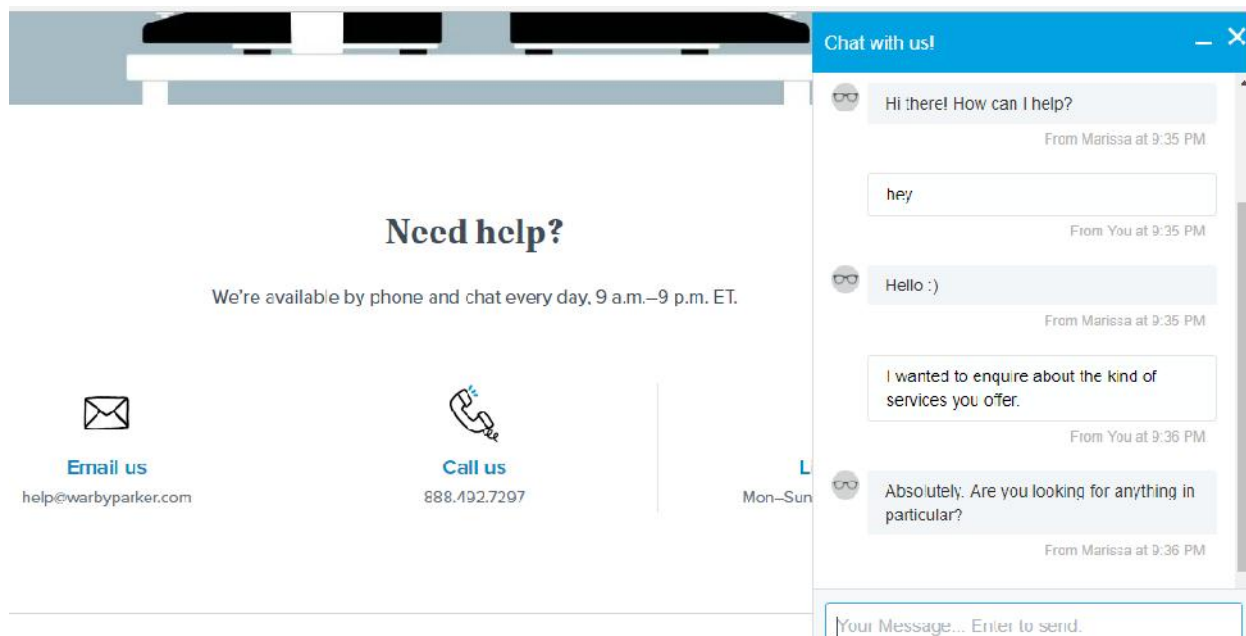 Need help?
We're available by phone and chat every day, 9 a.m.–9 p.m. ET.
Email us
help@warbyparker.com
Call us
888.492.7297
Mon–Sun
Chat with us!
Hi there! How can I help?
From Marissa at 9:35 PM
hey
From You at 9:35 PM
Hello :)
From Marissa at 9:35 PM
I wanted to enquire about the kind of
services you offer.
From You at 9:36 PM
Absolutely. Are you looking for anything in
particular?
From Marissa at 9:36 PM
Your Message... Enter to send.